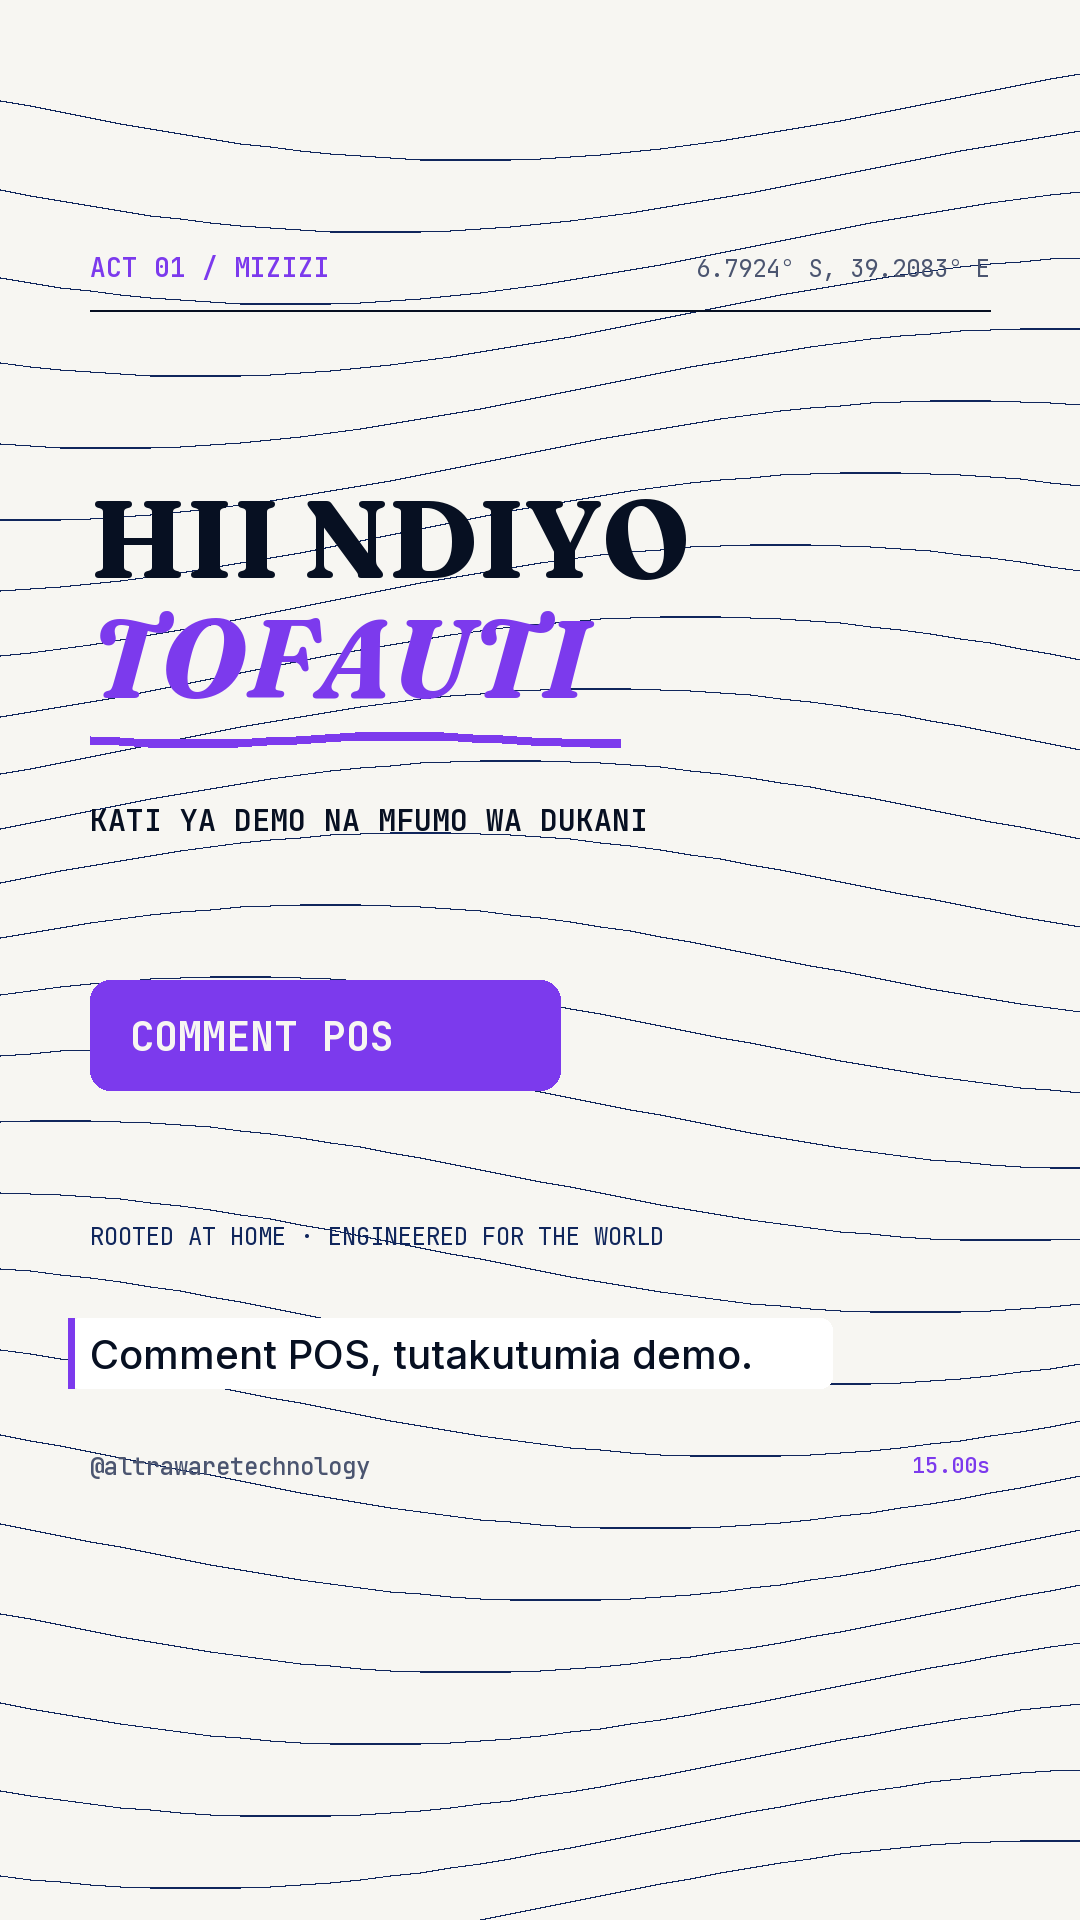 ACT 01 / MIZIZI
6.7924° S, 39.2083° E
HII NDIYO
TOFAUTI
KATI YA DEMO NA MFUMO WA DUKANI
COMMENT POS
ROOTED AT HOME · ENGINEERED FOR THE WORLD
Comment POS, tutakutumia demo.
@altrawaretechnology
15.00s